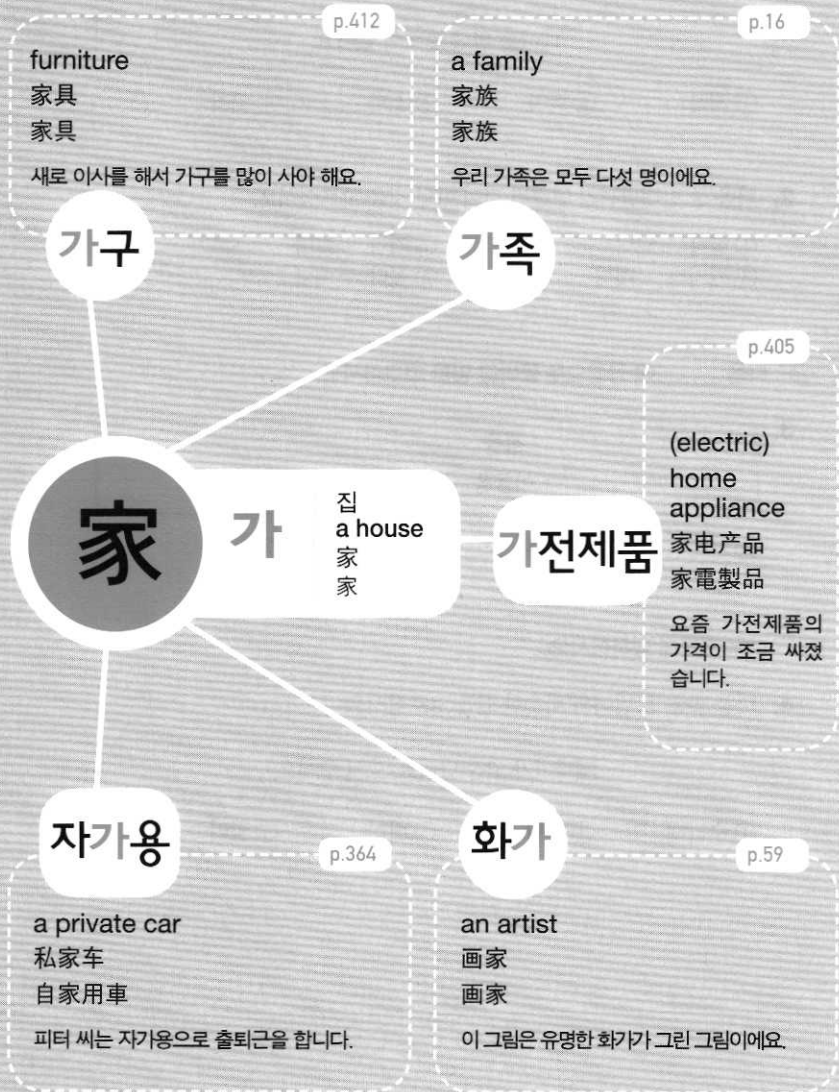 p.412
furniture
家具
家具
새로 이사를 해서 가구를 많이 사야 해요.
가구
p.16
a family
家族
家族
우리 가족은 모두 다섯 명이에요.
가족
家
가
집
a house
家
家
가전제품
p.405
(electric)
home
appliance
家电产品
家電製品
요즘 가전제품의
가격이 조금 싸졌
습니다.
자가용
p.364
a private car
私家车
自家用車
피터 씨는 자가용으로 출퇴근을 합니다.
화가
p.59
an artist
画家
画家
이 그림은 유명한 화가가 그린 그림이에요.